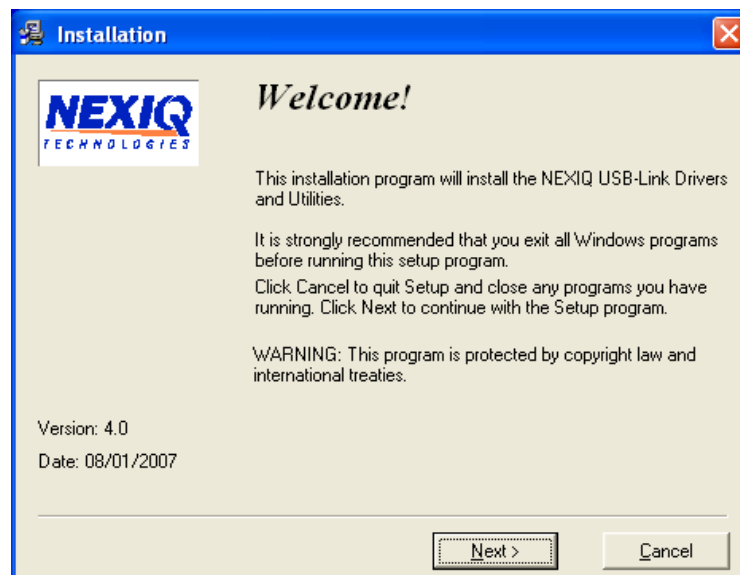 Installation
NEXIQ
TECHNOLOGIES
Welcome!
This installation program will install the NEXIQ USB-Link Drivers
and Utilities.
It is strongly recommended that you exit all Windows programs
before running this setup program.
Click Cancel to quit Setup and close any programs you have
running. Click Next to continue with the Setup program.
WARNING: This program is protected by copyright law and
international treaties.
Version: 4.0
Date: 08/01/2007
Next >
Cancel